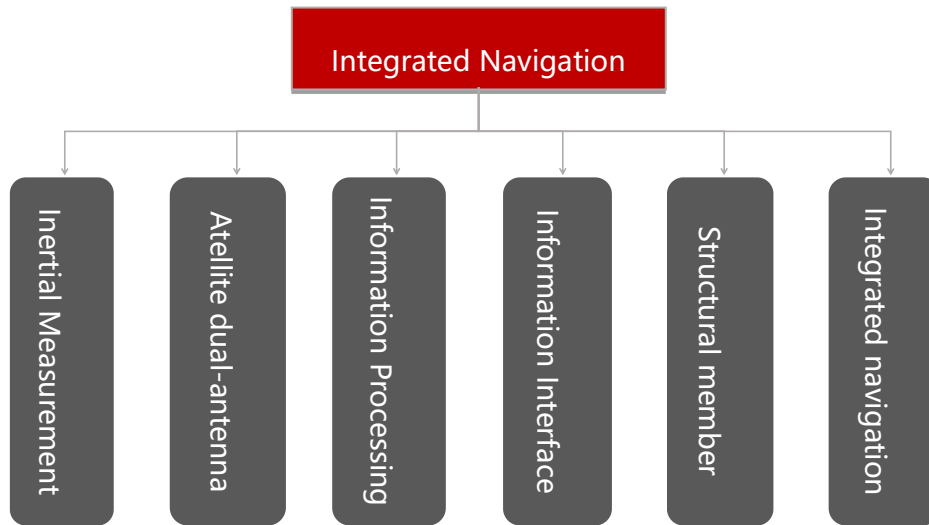 Integrated Navigation
Inertial Measurement
Atellite dual-antenna
Information Processing
Information Interface
Structural member
Integrated navigation